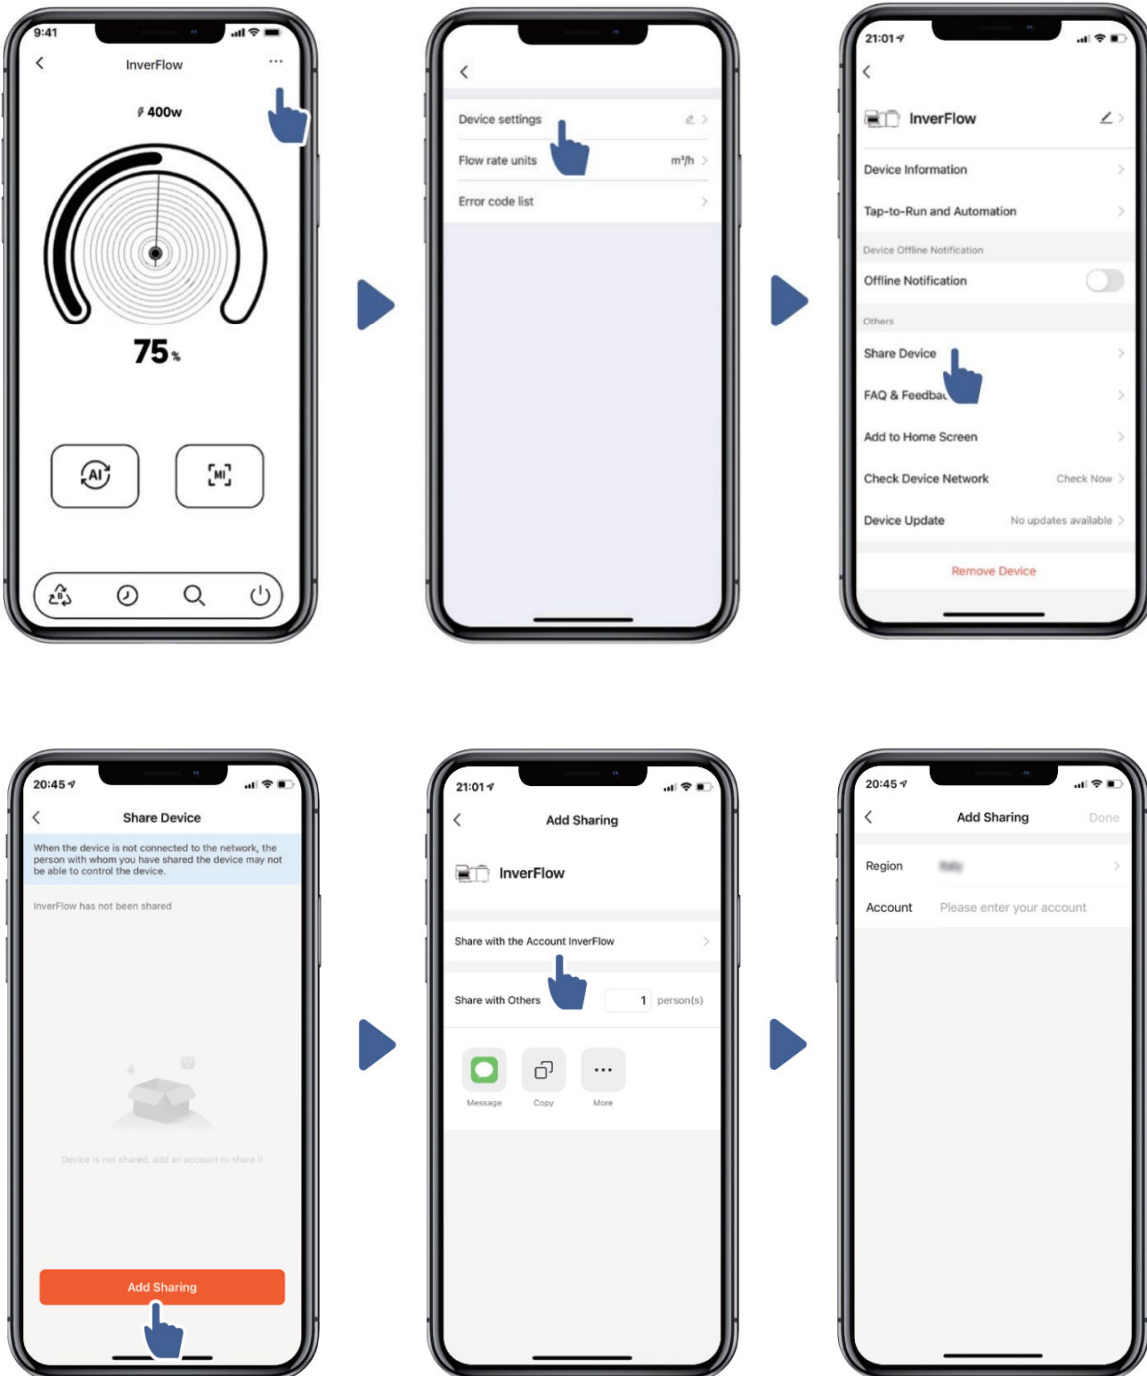 9:41
InverFlow
400w
75%
AI
MI
B
Device settings
Flow rate units m³/h
Error code list
21:01
InverFlow
Device Information
Tap-to-Run and Automation
Device Offline Notification
Offline Notification
Others
Share Device
FAQ & Feedbac
Add to Home Screen
Check Device Network Check Now
Device Update No updates available
Remove Device
20:45
Share Device
When the device is not connected to the network, the
person with whom you have shared the device may not
be able to control the device.
InverFlow has not been shared
Device is not shared, add an account to share it
Add Sharing
21:01
Add Sharing
InverFlow
Share with the Account InverFlow
Share with Others 1 person(s)
Message Copy More
20:45
Add Sharing Done
Region
Account Please enter your account